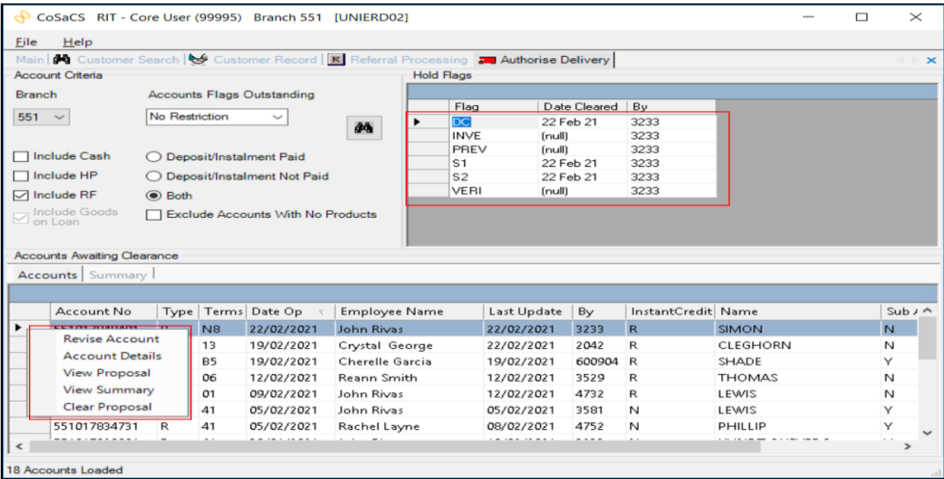 CoSaCS RIT - Core User (99995) Branch 551 [UNIERD02]
File Help
Main Customer Search Customer Record R Referral Processing Authorise Delivery
Account Criteria
Branch Accounts Flags Outstanding
551 No Restriction
Include Cash Deposit/Instalment Paid
Include HP Deposit/Instalment Not Paid
Include RF Both
Include Goods on Loan Exclude Accounts With No Products
Hold Flags
Flag Date Cleared By
DC 22 Feb 21 3233
INVE (null) 3233
PREV (null) 3233
S1 22 Feb 21 3233
S2 22 Feb 21 3233
VERI (null) 3233
Accounts Awaiting Clearance
Accounts Summary
Account No Type Terms Date Op Employee Name Last Update By InstantCredit Name Sub A
N8 22/02/2021 John Rivas 22/02/2021 3233 R SIMON N
13 19/02/2021 Crystal George 22/02/2021 2042 R CLEGHORN N
B5 19/02/2021 Cherelle Garcia 19/02/2021 600904 R SHADE Y
06 12/02/2021 Reann Smith 12/02/2021 3529 R THOMAS N
01 09/02/2021 John Rivas 12/02/2021 4732 R LEWIS N
41 05/02/2021 John Rivas 05/02/2021 3581 N LEWIS Y
551017834731 R 41 05/02/2021 Rachel Layne 08/02/2021 4752 N PHILLIP Y
Revise Account
Account Details
View Proposal
View Summary
Clear Proposal
18 Accounts Loaded